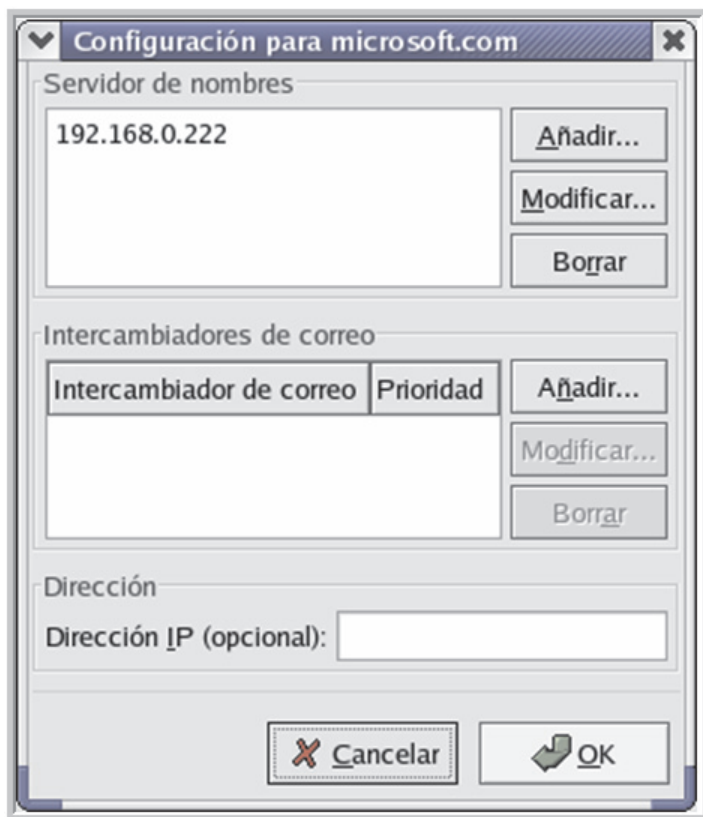 Configuración para microsoft.com
Servidor de nombres
192.168.0.222
Añadir...
Modificar...
Borrar
Intercambiadores de correo
Intercambiador de correo Prioridad
Añadir...
Modificar...
Borrar
Dirección
Dirección IP (opcional):
Cancelar
OK